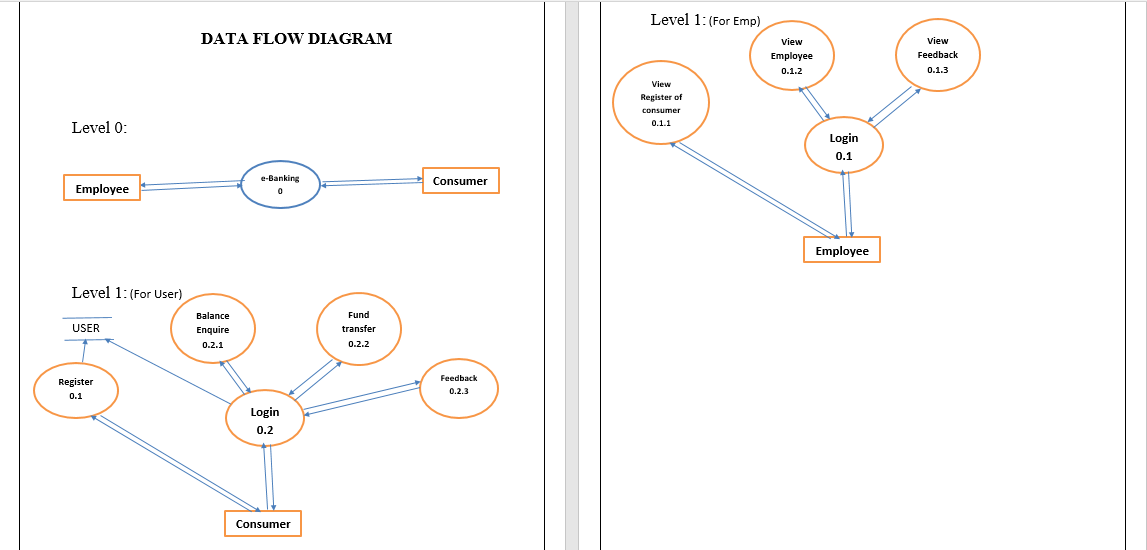 DATA FLOW DIAGRAM
Level 0:
Employee
e-Banking
0
Consumer
Level 1: (For User)
USER
Balance
Enquire
0.2.1
Fund
transfer
0.2.2
Register
0.1
Feedback
0.2.3
Login
0.2
Consumer
Level 1: (For Emp)
View
Employee
0.1.2
View
Feedback
0.1.3
View
Register of
consumer
0.1.1
Login
0.1
Employee